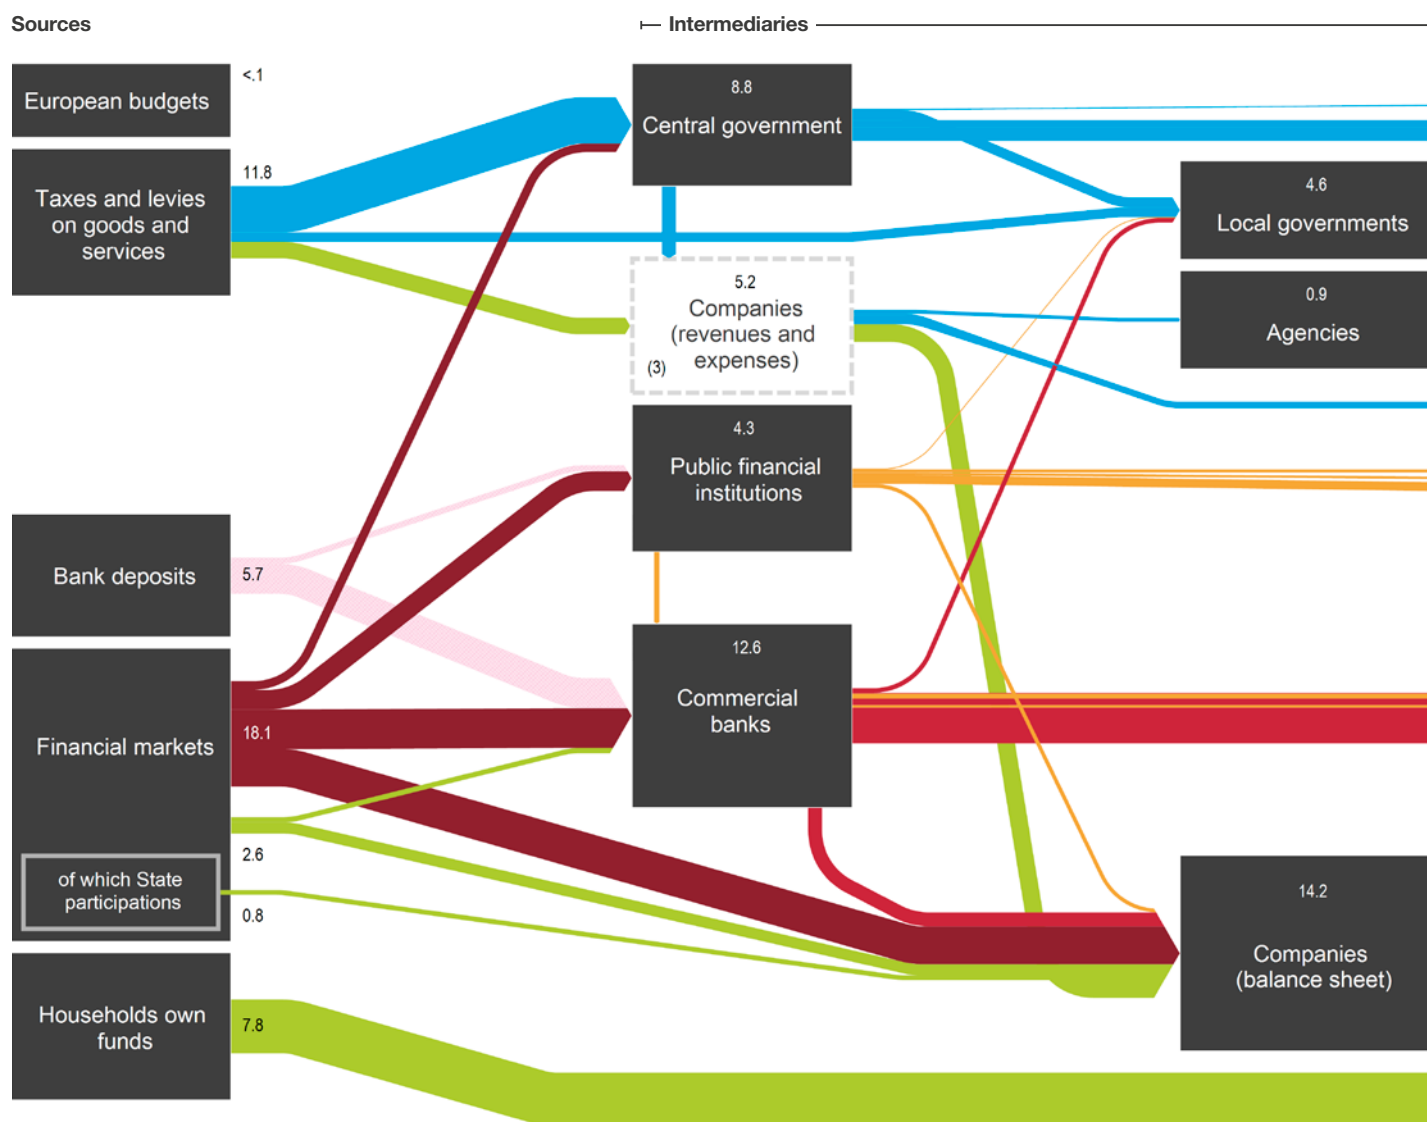 Sources
Intermediaries
European budgets
<.1
Taxes and levies
on goods and
services
11.8
Bank deposits
5.7
Financial markets
18.1
2.6
of which State
participations
0.8
Households own
funds
7.8
8.8
Central government
5.2
Companies
(revenues and
expenses)
(3)
4.3
Public financial
institutions
12.6
Commercial
banks
4.6
Local governments
0.9
Agencies
14.2
Companies
(balance sheet)